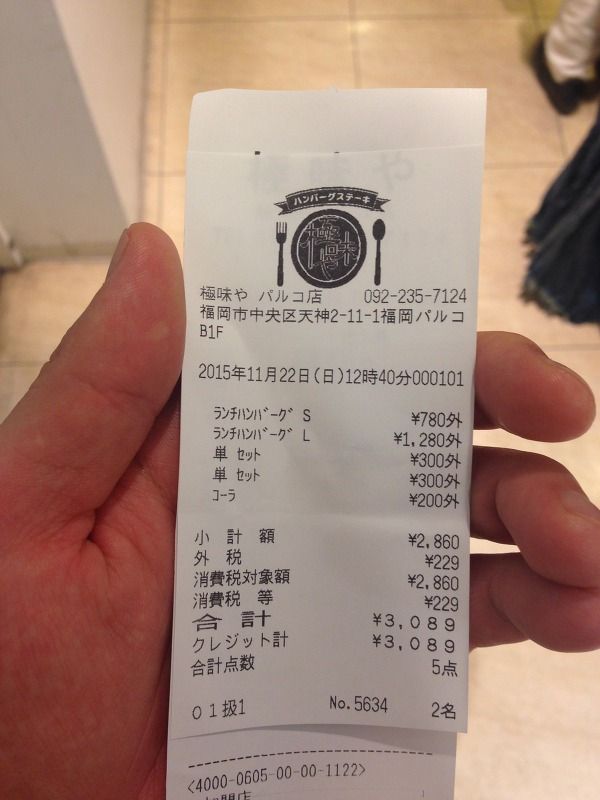 ハンバーグステーキ
極味や
極味や パルコ店 092-235-7124
福岡市中央区天神2-11-1福岡パルコ
B1F
2015年11月22日(日)12時40分000101
ﾗﾝﾁﾊﾝﾊﾞｰｸﾞ S ¥780外
ﾗﾝﾁﾊﾝﾊﾞｰｸﾞ L ¥1,280外
単 ｾｯﾄ ¥300外
単 ｾｯﾄ ¥300外
ｺｰﾗ ¥200外
小 計 額 ¥2,860
外 税 ¥229
消費税対象額 ¥2,860
消費税 等 ¥229
合 計 ¥3,089
クレジット計 ¥3,089
合計点数 5点
01扱1 No.5634 2名
<4000-0605-00-00-1122>